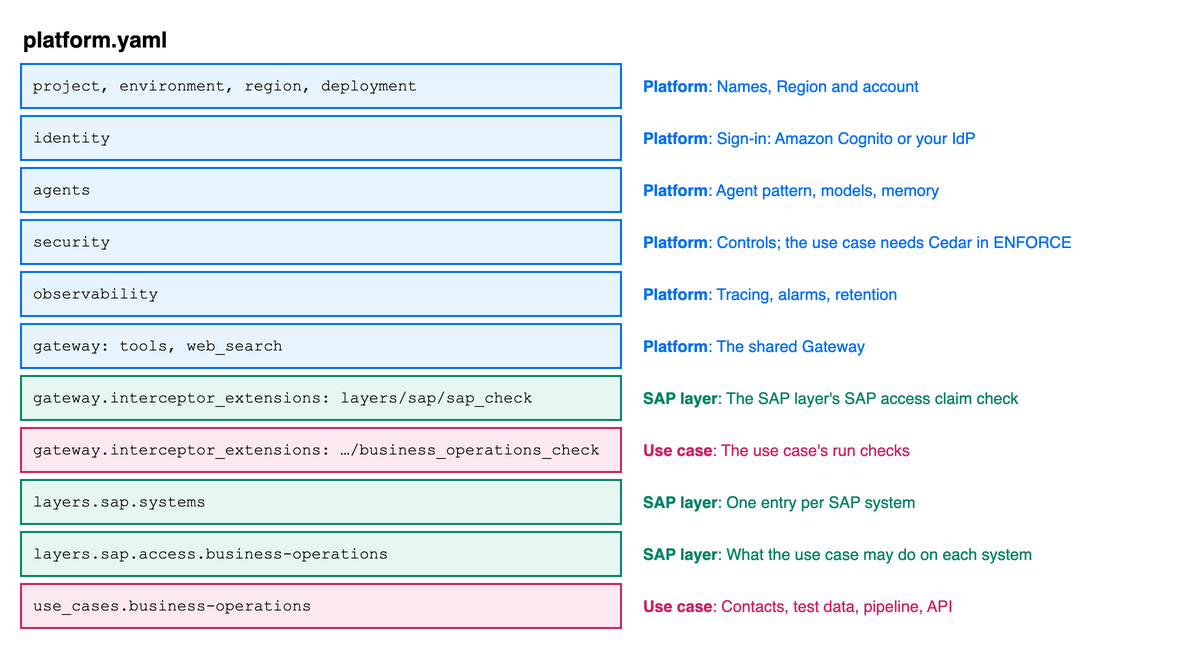 platform.yaml
project, environment, region, deployment
Platform: Names, Region and account
identity
Platform: Sign-in: Amazon Cognito or your IdP
agents
Platform: Agent pattern, models, memory
security
Platform: Controls; the use case needs Cedar in ENFORCE
observability
Platform: Tracing, alarms, retention
gateway: tools, web_search
Platform: The shared Gateway
gateway.interceptor_extensions: layers/sap/sap_check
SAP layer: The SAP layer's SAP access claim check
gateway.interceptor_extensions: …/business_operations_check
Use case: The use case's run checks
layers.sap.systems
SAP layer: One entry per SAP system
layers.sap.access.business-operations
SAP layer: What the use case may do on each system
use_cases.business-operations
Use case: Contacts, test data, pipeline, API